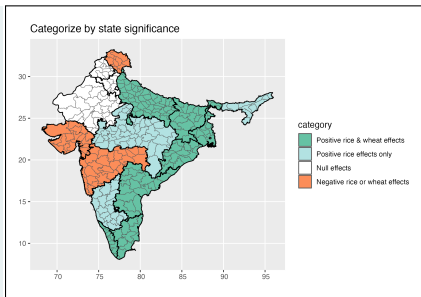 Categorize by state significance
30
25
20
15
10
70
75
80
85
90
95
category
Positive rice & wheat effects
Positive rice effects only
Null effects
Negative rice or wheat effects